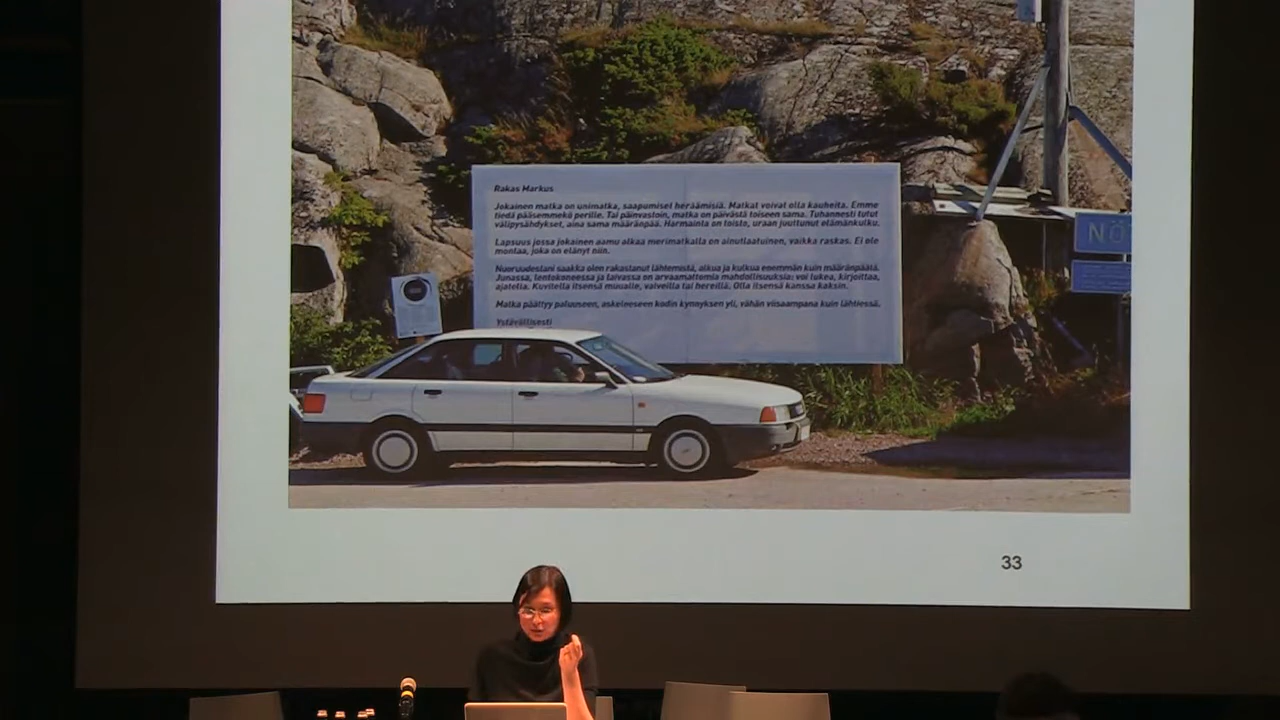 Rakas Markus
Jokainen matka on unimatka, saapumiset heräämisiä. Matkat voivat olla kauheita. Emme
tiedä pääsemmekö perille. Tai päinvastoin, matka on päivästä toiseen sama. Tuhannesti tutut
välipysähdykset, aina sama määränpää. Harmainta on toisto, uraan juuttunut elämänkulku.
Lapsuus jossa jokainen aamu alkaa merimatkalla on ainutlaatuinen, vaikka raskas. Ei ole
montaa, joka on elänyt niin.
Nuoruudestani saakka olen rakastanut lähtemistä, alkua ja kulkua enemmän kuin määränpäätä.
Junassa, lentokoneessa ja laivassa on arvaamattomia mahdollisuuksia: voi lukea, kirjoittaa,
ajatella. Kuvitella itsensä muualle, valveilla tai hereillä. Olla itsensä kanssa kaksin.
Matka päättyy paluuseen, askeleeseen kodin kynnyksen yli, vähän viisaampana kuin lähtiessä.
Ystävällisesti
NÖ
33